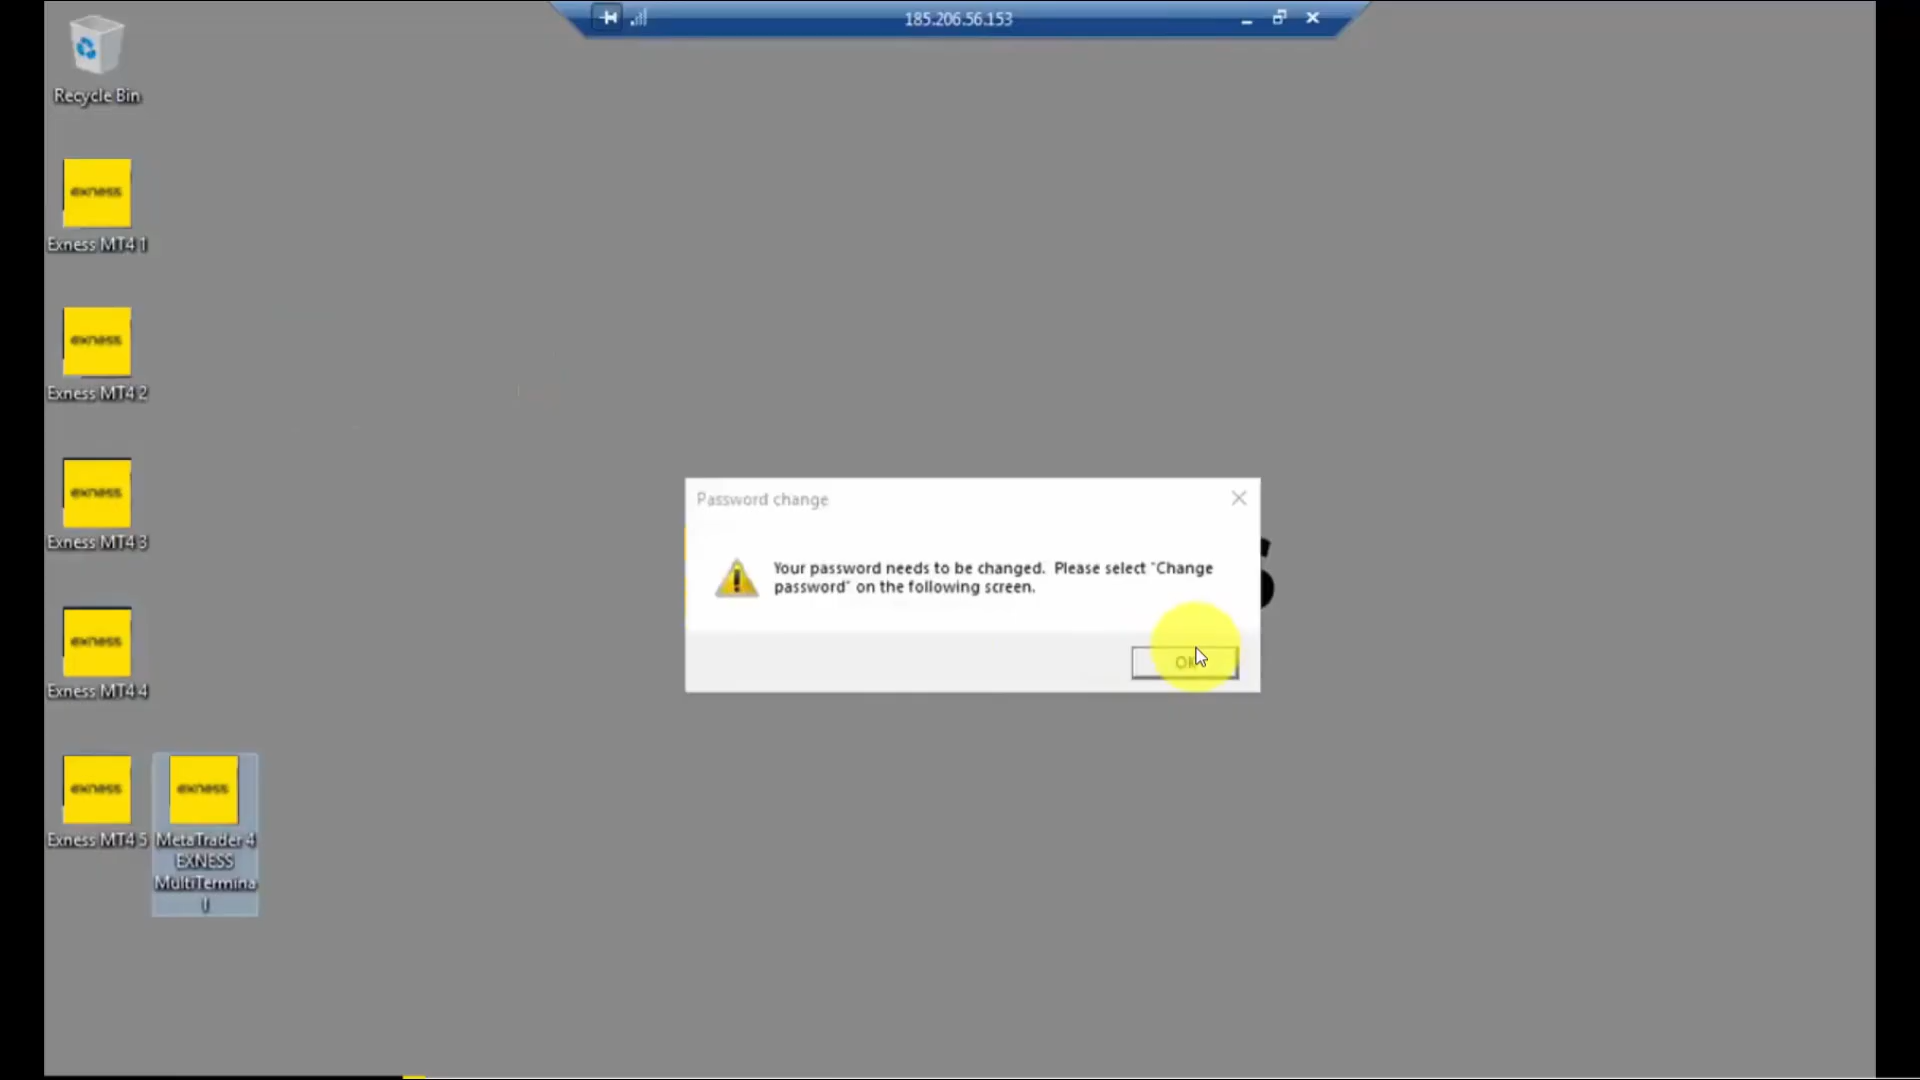 185.206.56.153
Recycle Bin
exness
Exness MT4 1
exness
Exness MT4 2
exness
Exness MT4 3
exness
Exness MT4 4
exness
Exness MT4 5
exness
MetaTrader 4
EXNESS
MultiTermina
l
Password change
Your password needs to be changed. Please select "Change
password" on the following screen.
OK